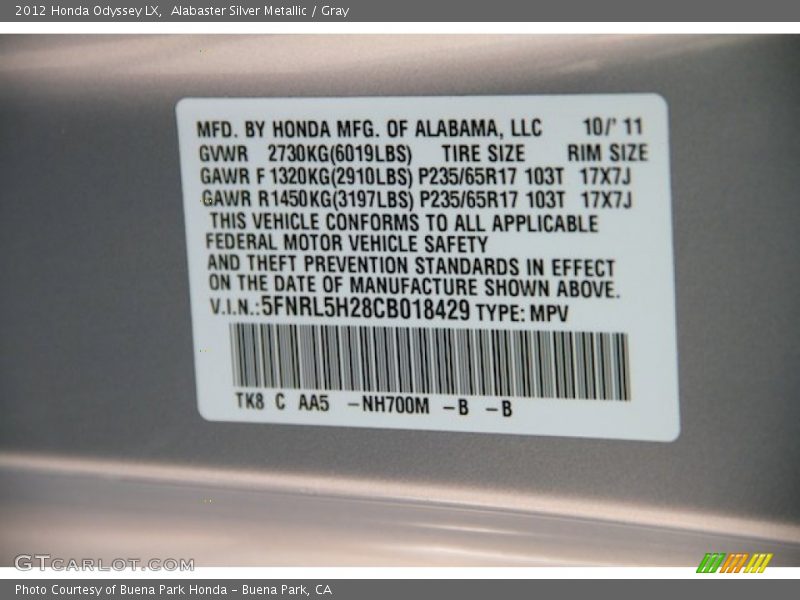 2012 Honda Odyssey LX,  Alabaster Silver Metallic / Gray
MFD. BY HONDA MFG. OF ALABAMA, LLC 10/' 11
GVWR 2730KG(6019LBS) TIRE SIZE RIM SIZE
GAWR F 1320KG(2910LBS) P235/65R17 103T 17X7J
GAWR R1450KG(3197LBS) P235/65R17 103T 17X7J
THIS VEHICLE CONFORMS TO ALL APPLICABLE
FEDERAL MOTOR VEHICLE SAFETY
AND THEFT PREVENTION STANDARDS IN EFFECT
ON THE DATE OF MANUFACTURE SHOWN ABOVE.
V.I.N.:5FNRL5H28CB018429 TYPE: MPV
TK8 C AA5 -NH700M -B -B
GTCARLOT.COM
Photo Courtesy of Buena Park Honda - Buena Park, CA